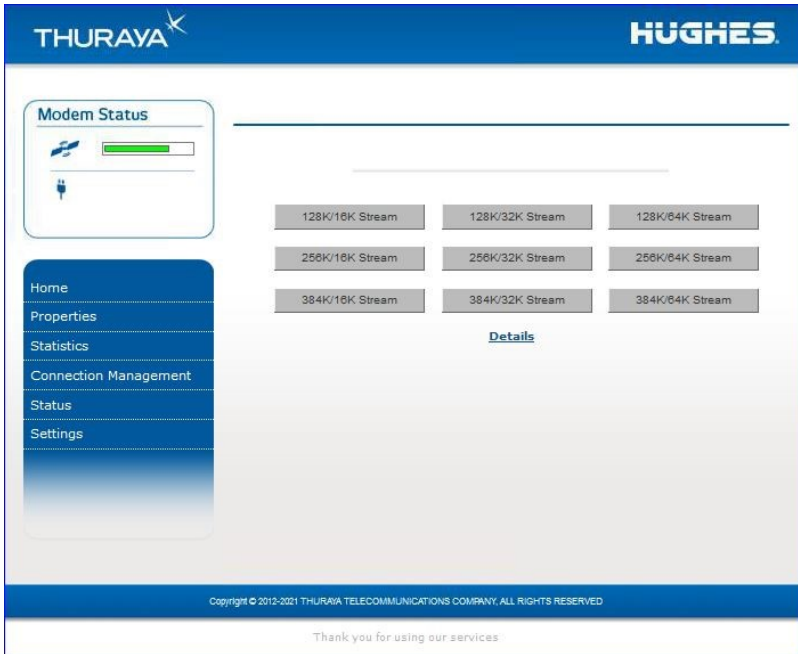 THURAYA
HUGHES.
Modem Status
128K/16K Stream
128K/32K Stream
128K/64K Stream
256K/16K Stream
256K/32K Stream
256K/64K Stream
384K/16K Stream
384K/32K Stream
384K/64K Stream
Details
Home
Properties
Statistics
Connection Management
Status
Settings
Copyright © 2012-2021 THURAYA TELECOMMUNICATIONS COMPANY, ALL RIGHTS RESERVED
Thank you for using our services